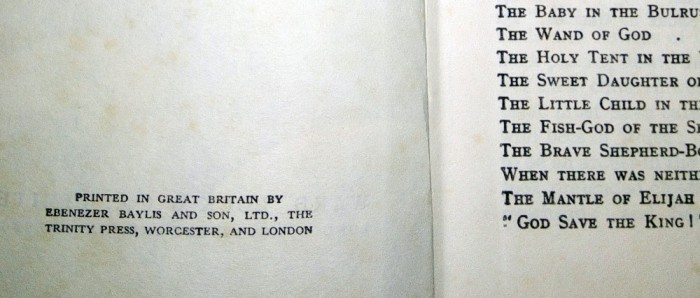 PRINTED IN GREAT BRITAIN BY
EBENEZER BAYLIS AND SON, LTD., THE
TRINITY PRESS, WORCESTER, AND LONDON
THE BABY IN THE
THE WAND OF GOD .
THE HOLY TENT IN THE
THE SWEET DAUGHTER
THE LITTLE CHILD IN
THE FISH-GOD OF THE
THE BRAVE
WHEN THERE WAS
THE MANTLE OF ELIJAH
"GOD SAVE THE KING!"